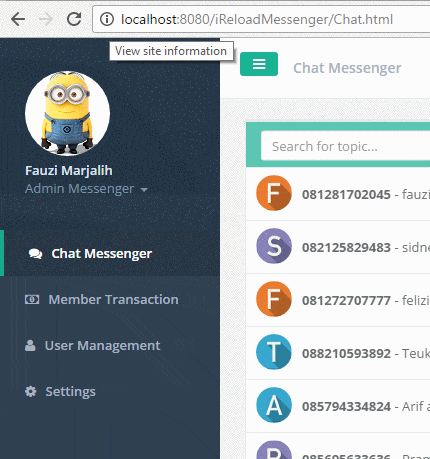 localhost:8080/iReloadMessenger/Chat.html
View site information
Chat Messenger
Fauzi Marjalih
Admin Messenger
Chat Messenger
Member Transaction
User Management
Settings
Search for topic...
F 081281702045 - fauzi
S 082125829483 - sidne
F 081272707777 - felizi
T 088210593892 - Teuk
A 085794334824 - Arif a